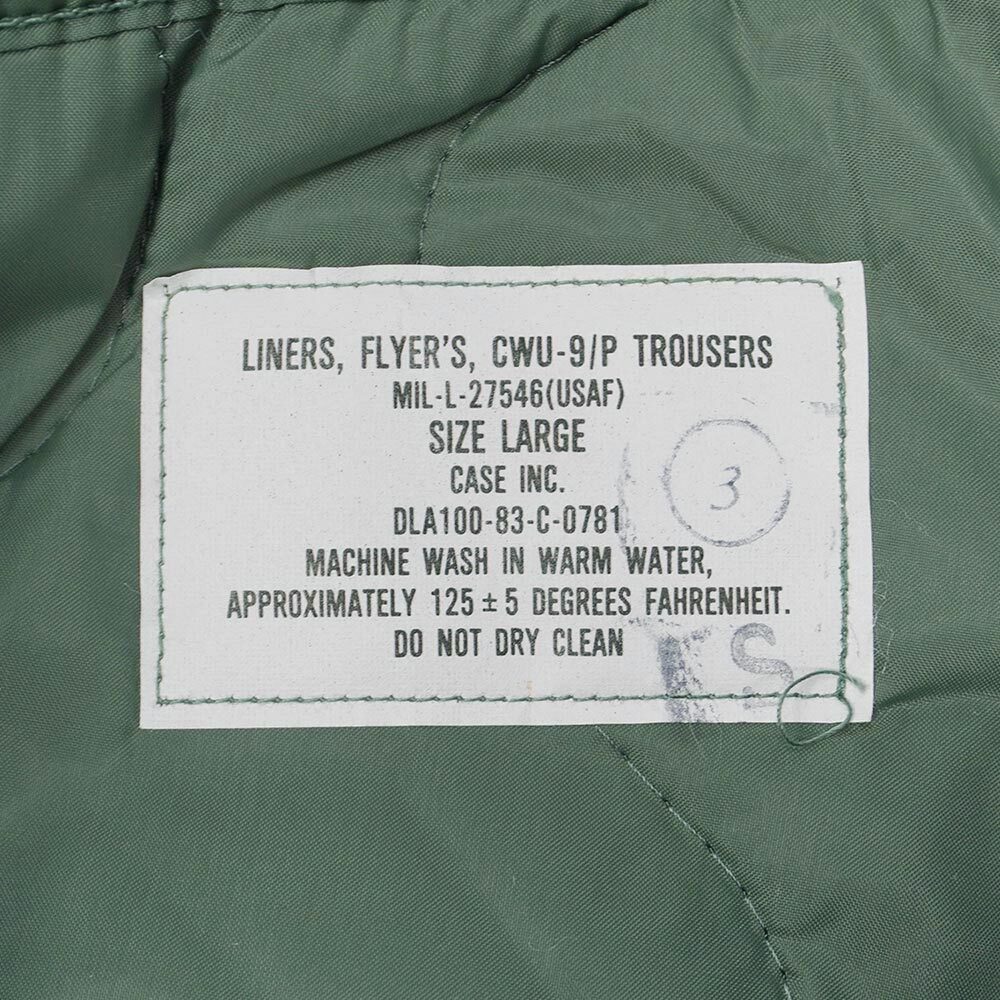 LINERS, FLYER'S, CWU-9/P TROUSERS
MIL-L-27546(USAF)
SIZE LARGE
CASE INC.
3
DLA100-83-C-0781
MACHINE WASH IN WARM WATER,
APPROXIMATELY 125 ± 5 DEGREES FAHRENHEIT.
DO NOT DRY CLEAN
S